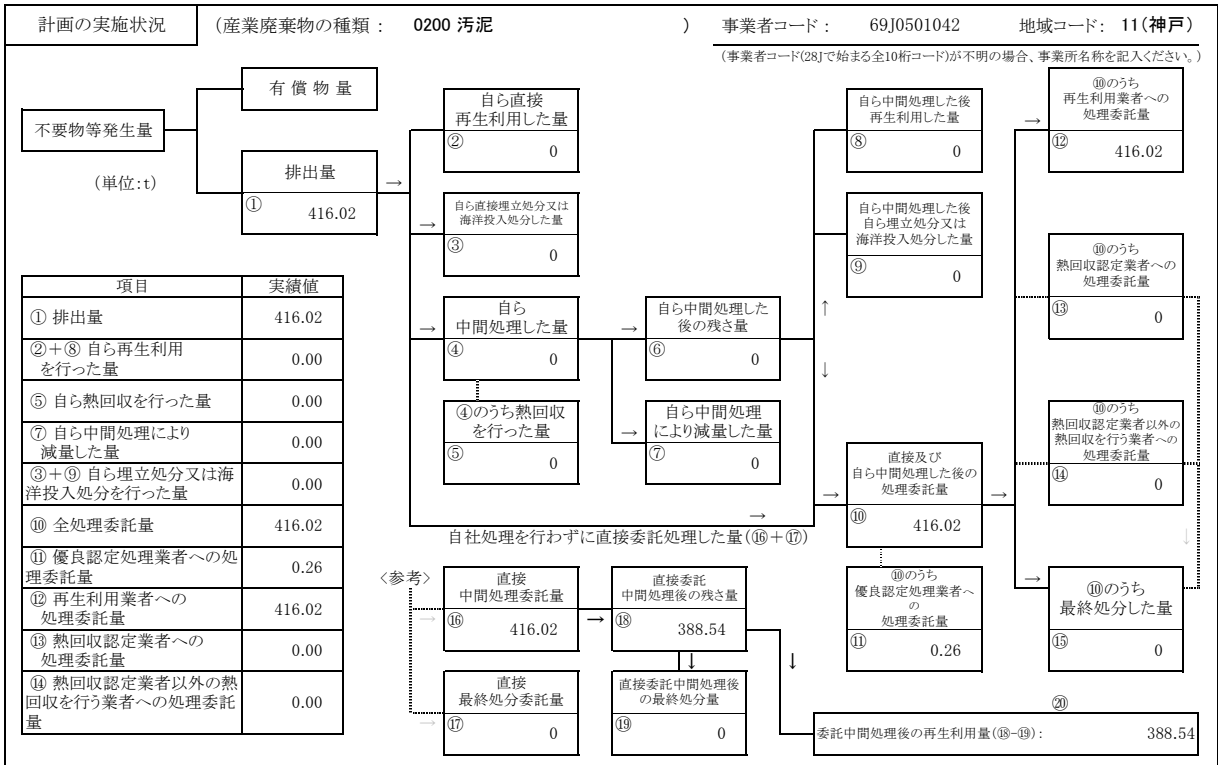 計画の実施状況
(産業廃棄物の種類 : 0200 汚泥 )
事業者コード : 69J0501042
地域コード: 11(神戸)
(事業者コード(28Jで始まる全10桁コード)が不明の場合、事業所名称を記入ください。)
不要物等発生量
(単位:t)
有 償 物 量
排出量
→
① 416.02
自ら直接
再生利用した量
② 0
→
自ら直接埋立処分又は
海洋投入処分した量
③ 0
→
自ら
中間処理した量
④ 0
④のうち熱回収
を行った量
⑤ 0
→
自ら中間処理した
後の残さ量
⑥ 0
→
自ら中間処理
により減量した量
⑦ 0
自ら中間処理した後
再生利用した量
⑧ 0
自ら中間処理した後
自ら埋立処分又は
海洋投入処分した量
⑨ 0
↑
↓
→
直接及び
自ら中間処理した後の
処理委託量
⑩ 416.02
→
⑩のうち
優良認定処理業者へ
の
処理委託量
⑪ 0.26
→
⑩のうち
再生利用業者への
処理委託量
⑫ 416.02
⑩のうち
熱回収認定業者への
処理委託量
⑬ 0
⑩のうち
熱回収認定業者以外の
熱回収を行う業者への
処理委託量
⑭ 0
↓
→
⑩のうち
最終処分した量
⑮ 0
→
自社処理を行わずに直接委託処理した量(⑯+⑰)
〈参考〉
→
直接
中間処理委託量
⑯ 416.02
→
直接委託
中間処理後の残さ量
⑱ 388.54
↓
↓
→
直接
最終処分委託量
⑰ 0
直接委託中間処理後
の最終処分量
⑲ 0
⑳
委託中間処理後の再生利用量(⑱-⑲) : 388.54
項目 実績値
① 排出量 416.02
②+⑧ 自ら再生利用
を行った量 0.00
⑤ 自ら熱回収を行った量 0.00
⑦ 自ら中間処理により
減量した量 0.00
③+⑨ 自ら埋立処分又は海
洋投入処分を行った量 0.00
⑩ 全処理委託量 416.02
⑪ 優良認定処理業者への処
理委託量 0.26
⑫ 再生利用業者への
処理委託量 416.02
⑬ 熱回収認定業者への
処理委託量 0.00
⑭ 熱回収認定業者以外の熱
回収を行う業者への処理委託
量 0.00